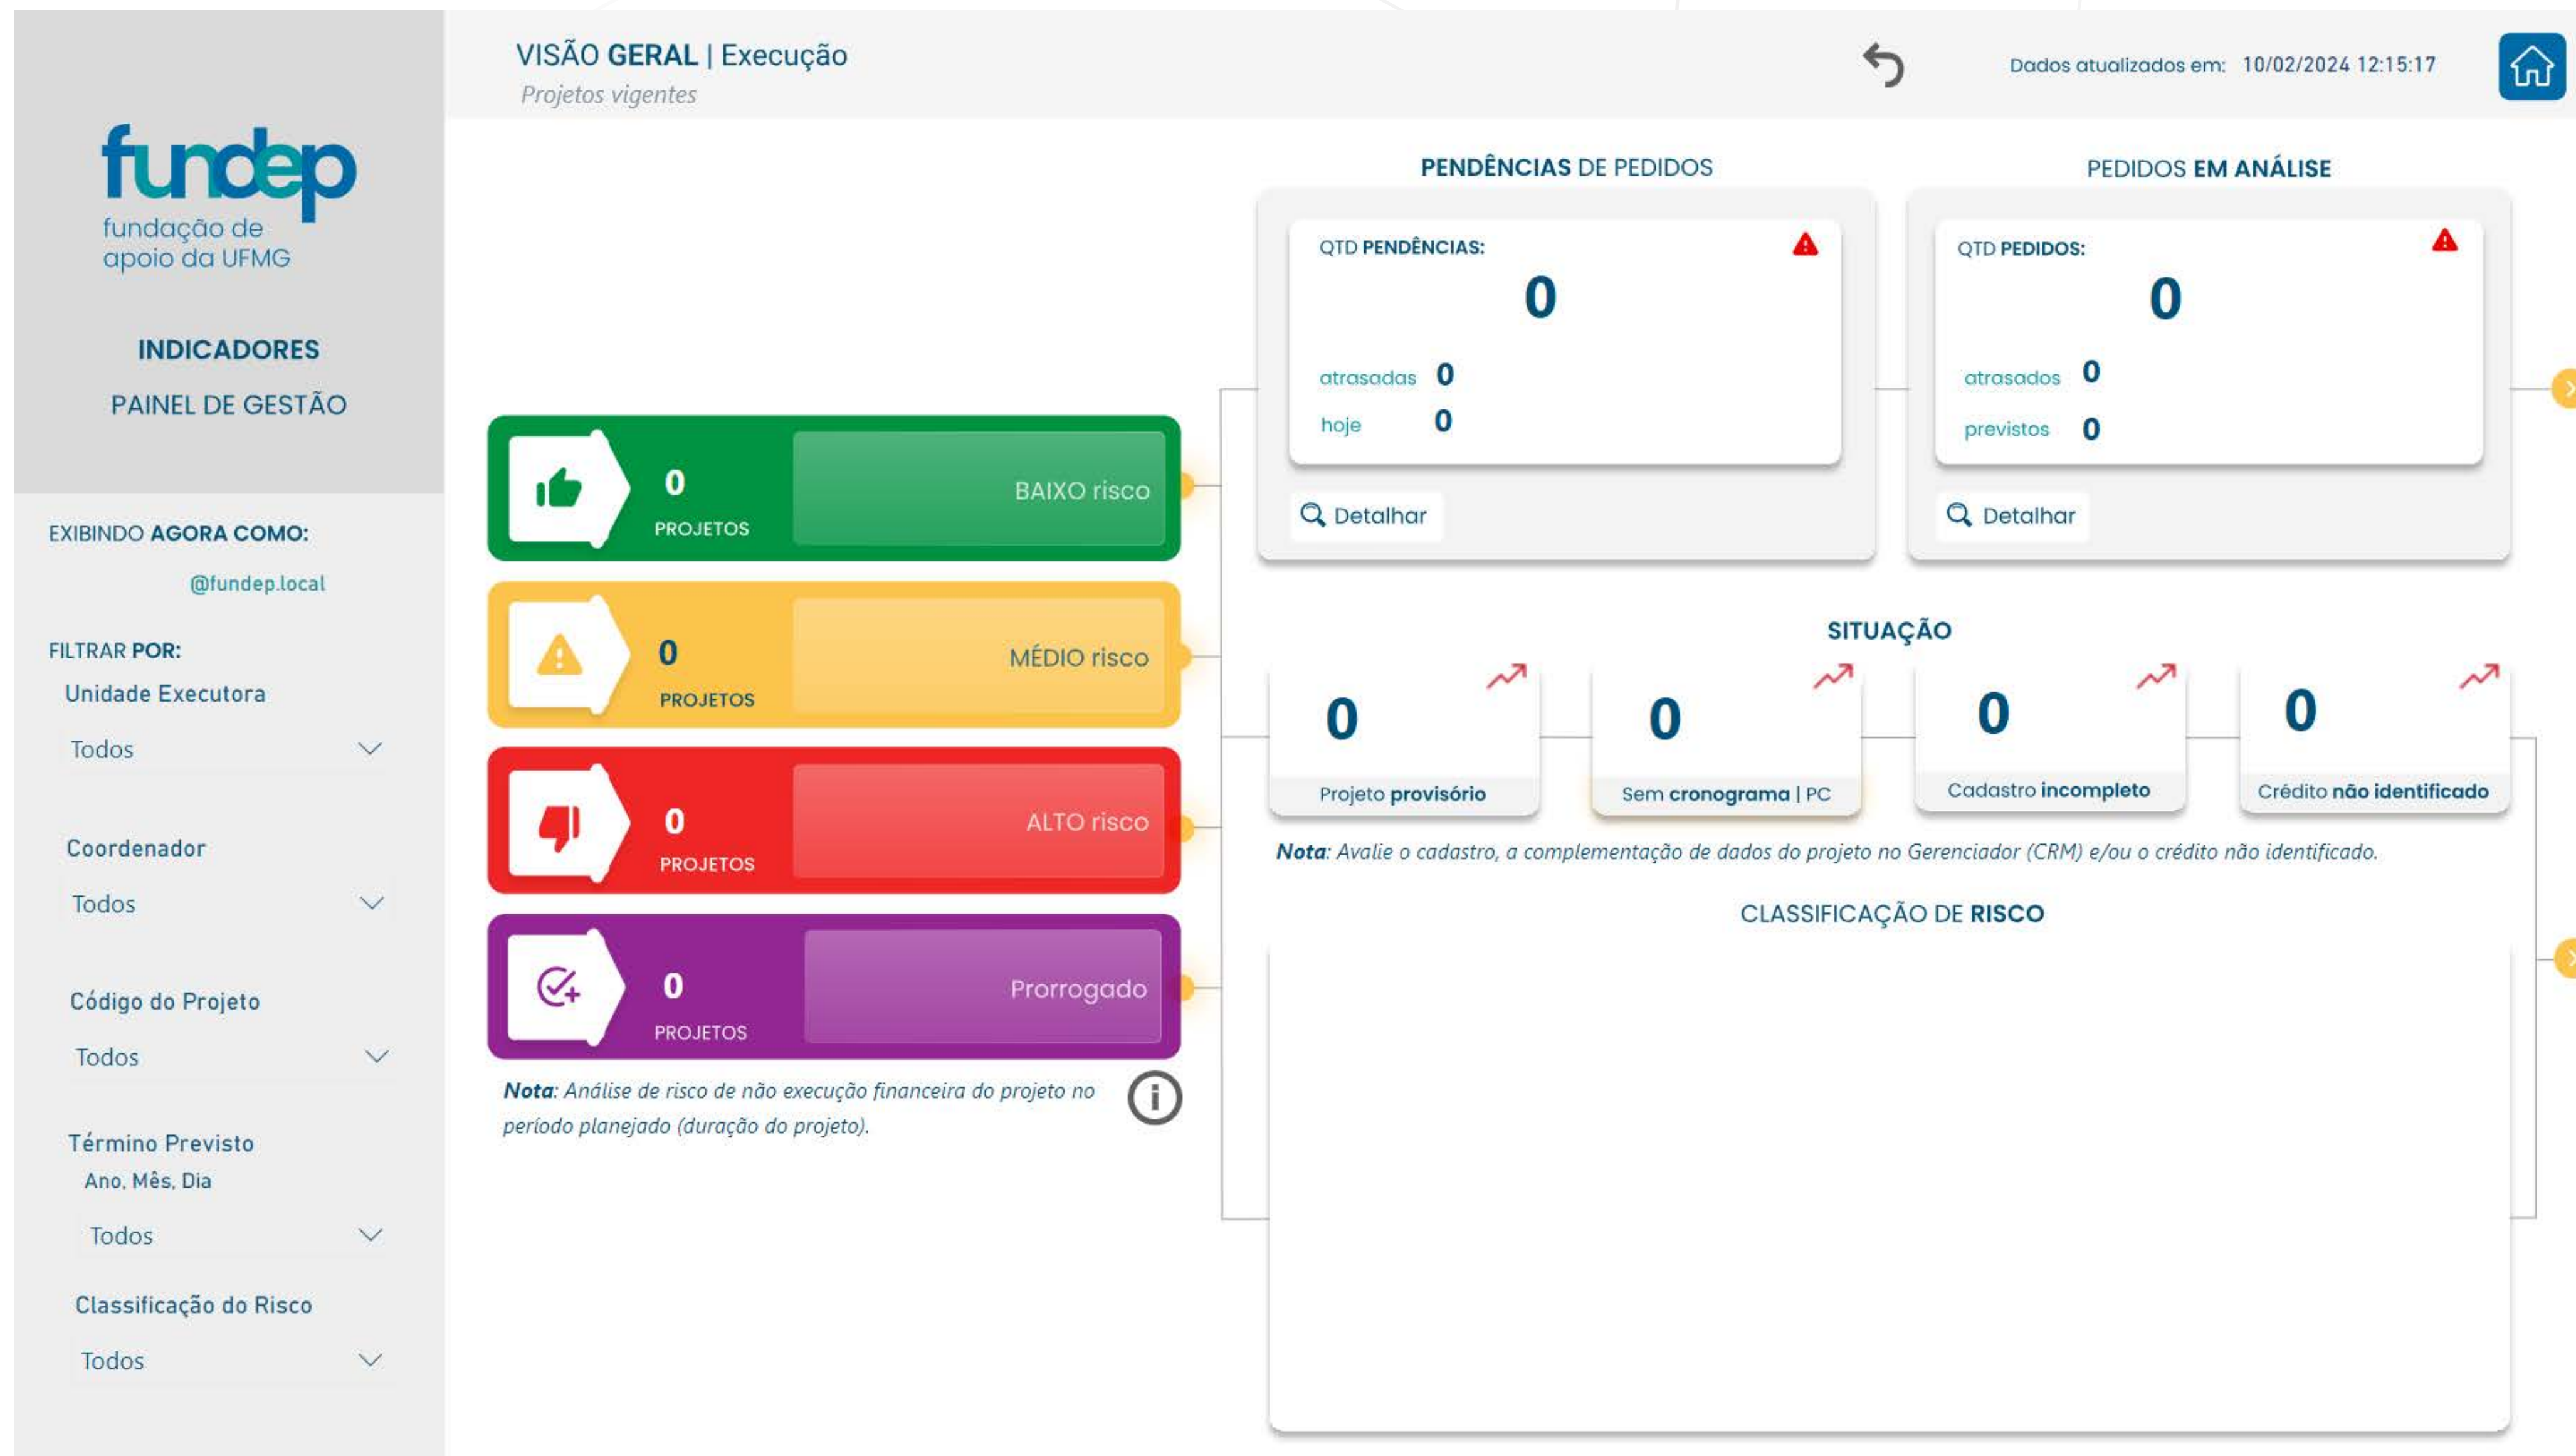 fundep
fundação de
apoio da UFMG
INDICADORES
PAINEL DE GESTÃO
EXIBINDO AGORA COMO:
@fundep.local
FILTRAR POR:
Unidade Executora
Todos
Coordenador
Todos
Código do Projeto
Todos
Término Previsto
Ano, Mês, Dia
Todos
Classificação do Risco
Todos
VISÃO GERAL | Execução
Projetos vigentes
Dados atualizados em: 10/02/2024 12:15:17
0
PROJETOS
BAIXO risco
0
PROJETOS
MÉDIO risco
0
PROJETOS
ALTO risco
0
PROJETOS
Prorrogado
Nota: Análise de risco de não execução financeira do projeto no
período planejado (duração do projeto).
PENDÊNCIAS DE PEDIDOS
QTD PENDÊNCIAS:
0
atrasadas 0
hoje 0
Detalhar
PEDIDOS EM ANÁLISE
QTD PEDIDOS:
0
atrasados 0
previstos 0
Detalhar
SITUAÇÃO
0
Projeto provisório
0
Sem cronograma | PC
0
Cadastro incompleto
0
Crédito não identificado
Nota: Avalie o cadastro, a complementação de dados do projeto no Gerenciador (CRM) e/ou o crédito não identificado.
CLASSIFICAÇÃO DE RISCO